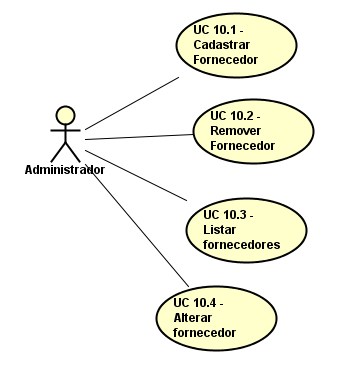 UC 10.1 -
Cadastrar
Fornecedor
UC 10.2 -
Remover
Fornecedor
Administrador
UC 10.3 -
Listar
fornecedores
UC 10.4 -
Alterar
fornecedor